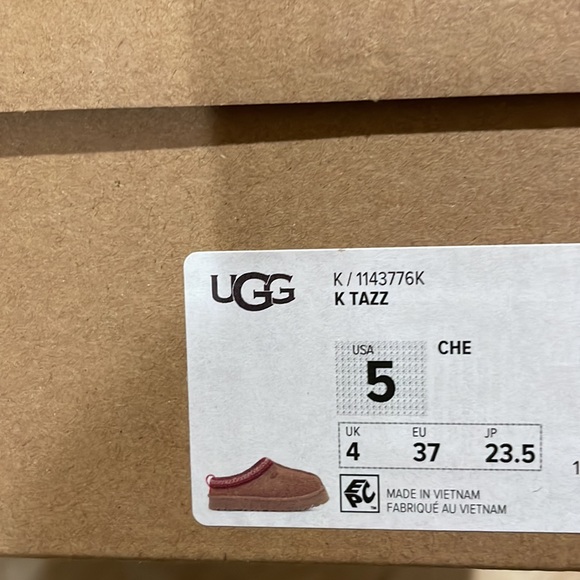 UGG
K / 1143776K
K TAZZ
USA
5
CHE
UK EU JP
4 37 23.5
EPC
MADE IN VIETNAM
FABRIQUÉ AU VIETNAM